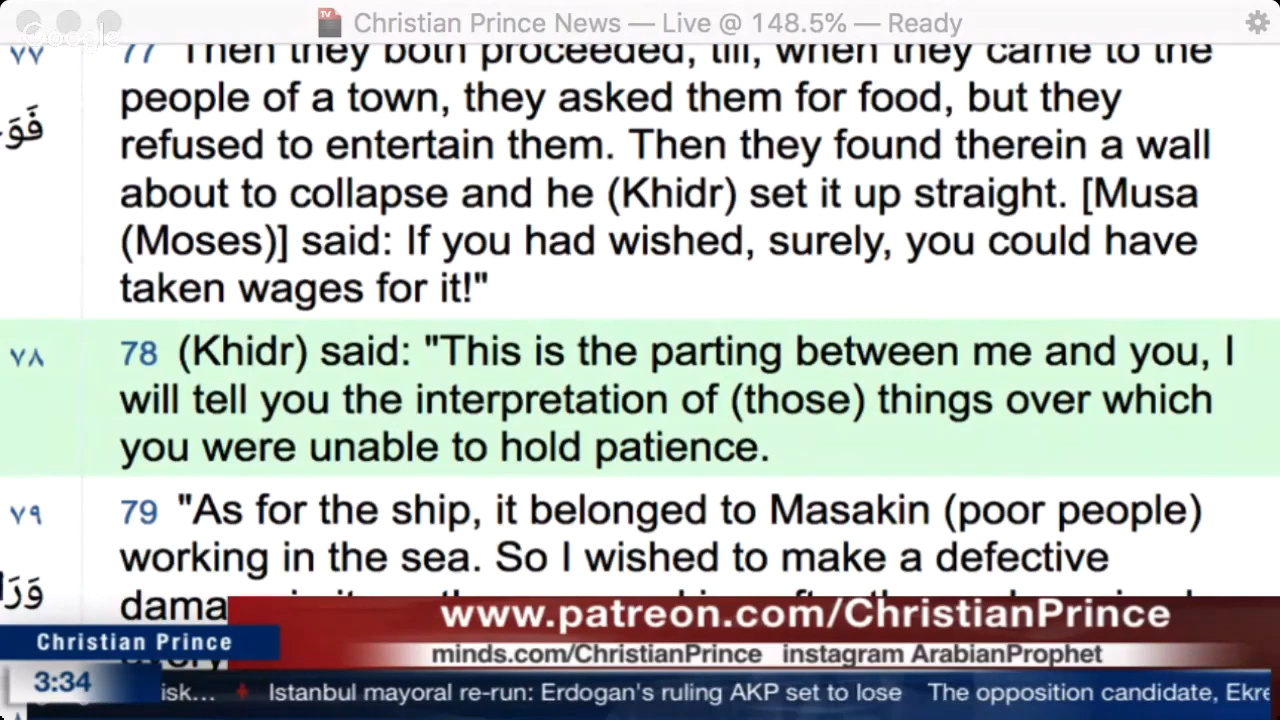 Christian Prince News — Live @ 148.5% — Ready
Google
٧٧
77 Then they both proceeded, till, when they came to the
people of a town, they asked them for food, but they
refused to entertain them. Then they found therein a wall
about to collapse and he (Khidr) set it up straight. [Musa
(Moses)] said: If you had wished, surely, you could have
taken wages for it!"
٧٨
78 (Khidr) said: "This is the parting between me and you, I
will tell you the interpretation of (those) things over which
you were unable to hold patience.
٧٩
79 "As for the ship, it belonged to Masakin (poor people)
working in the sea. So I wished to make a defective
www.patreon.com/ChristianPrince
Christian Prince
minds.com/ChristianPrince instagram ArabianProphet
3:34
isk... Istanbul mayoral re-run: Erdogan's ruling AKP set to lose The opposition candidate, Ekre